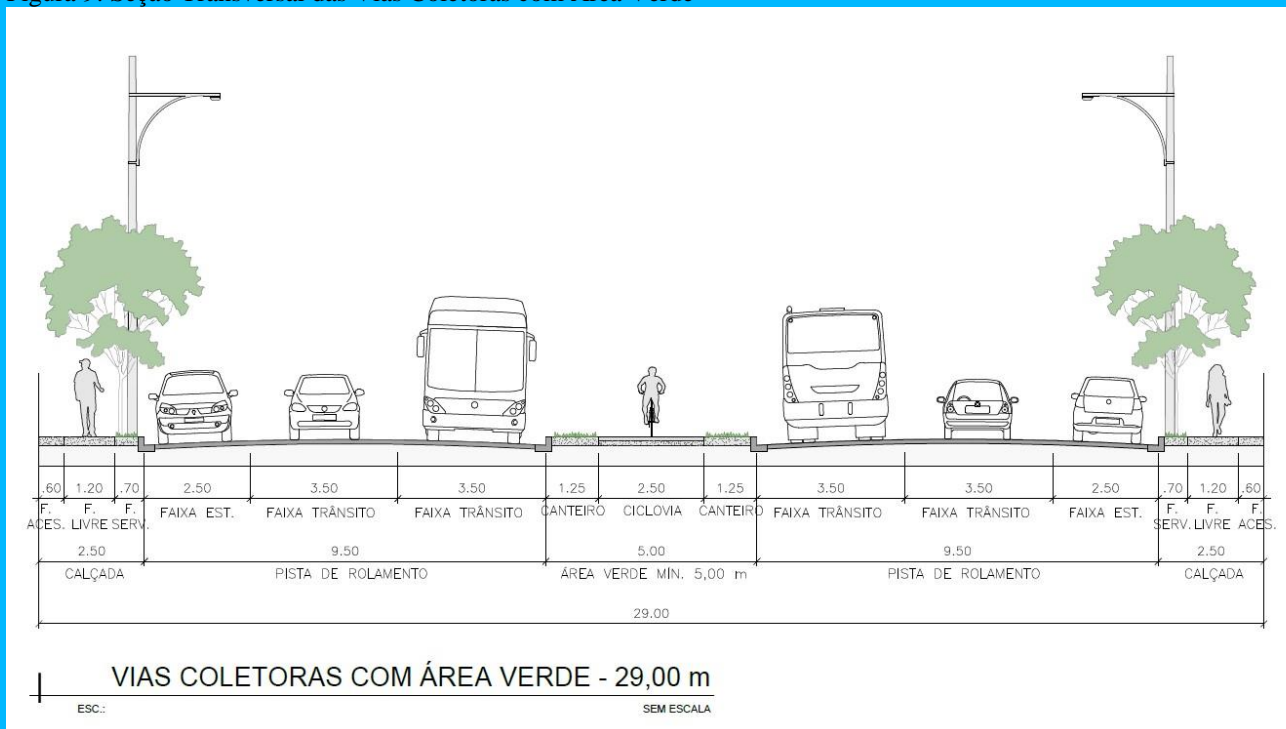 Figura 9: Seção Transversal das Vias Coletoras com Área Verde
.60 1.20 .70 2.50 3.50 3.50 1.25 2.50 1.25 3.50 3.50 2.50 .70 1.20 .60
F. ACES. F. LIVRE F. SERV. FAIXA EST. FAIXA TRÂNSITO FAIXA TRÂNSITO CANTEIRO CICLOVIA CANTEIRO FAIXA TRÂNSITO FAIXA TRÂNSITO FAIXA EST. F. SERV. F. LIVRE F. ACES.
2.50 9.50 5.00 9.50 2.50
CALÇADA PISTA DE ROLAMENTO ÁREA VERDE MÍN. 5,00 m PISTA DE ROLAMENTO CALÇADA
29.00
VIAS COLETORAS COM ÁREA VERDE - 29,00 m
ESC.: SEM ESCALA